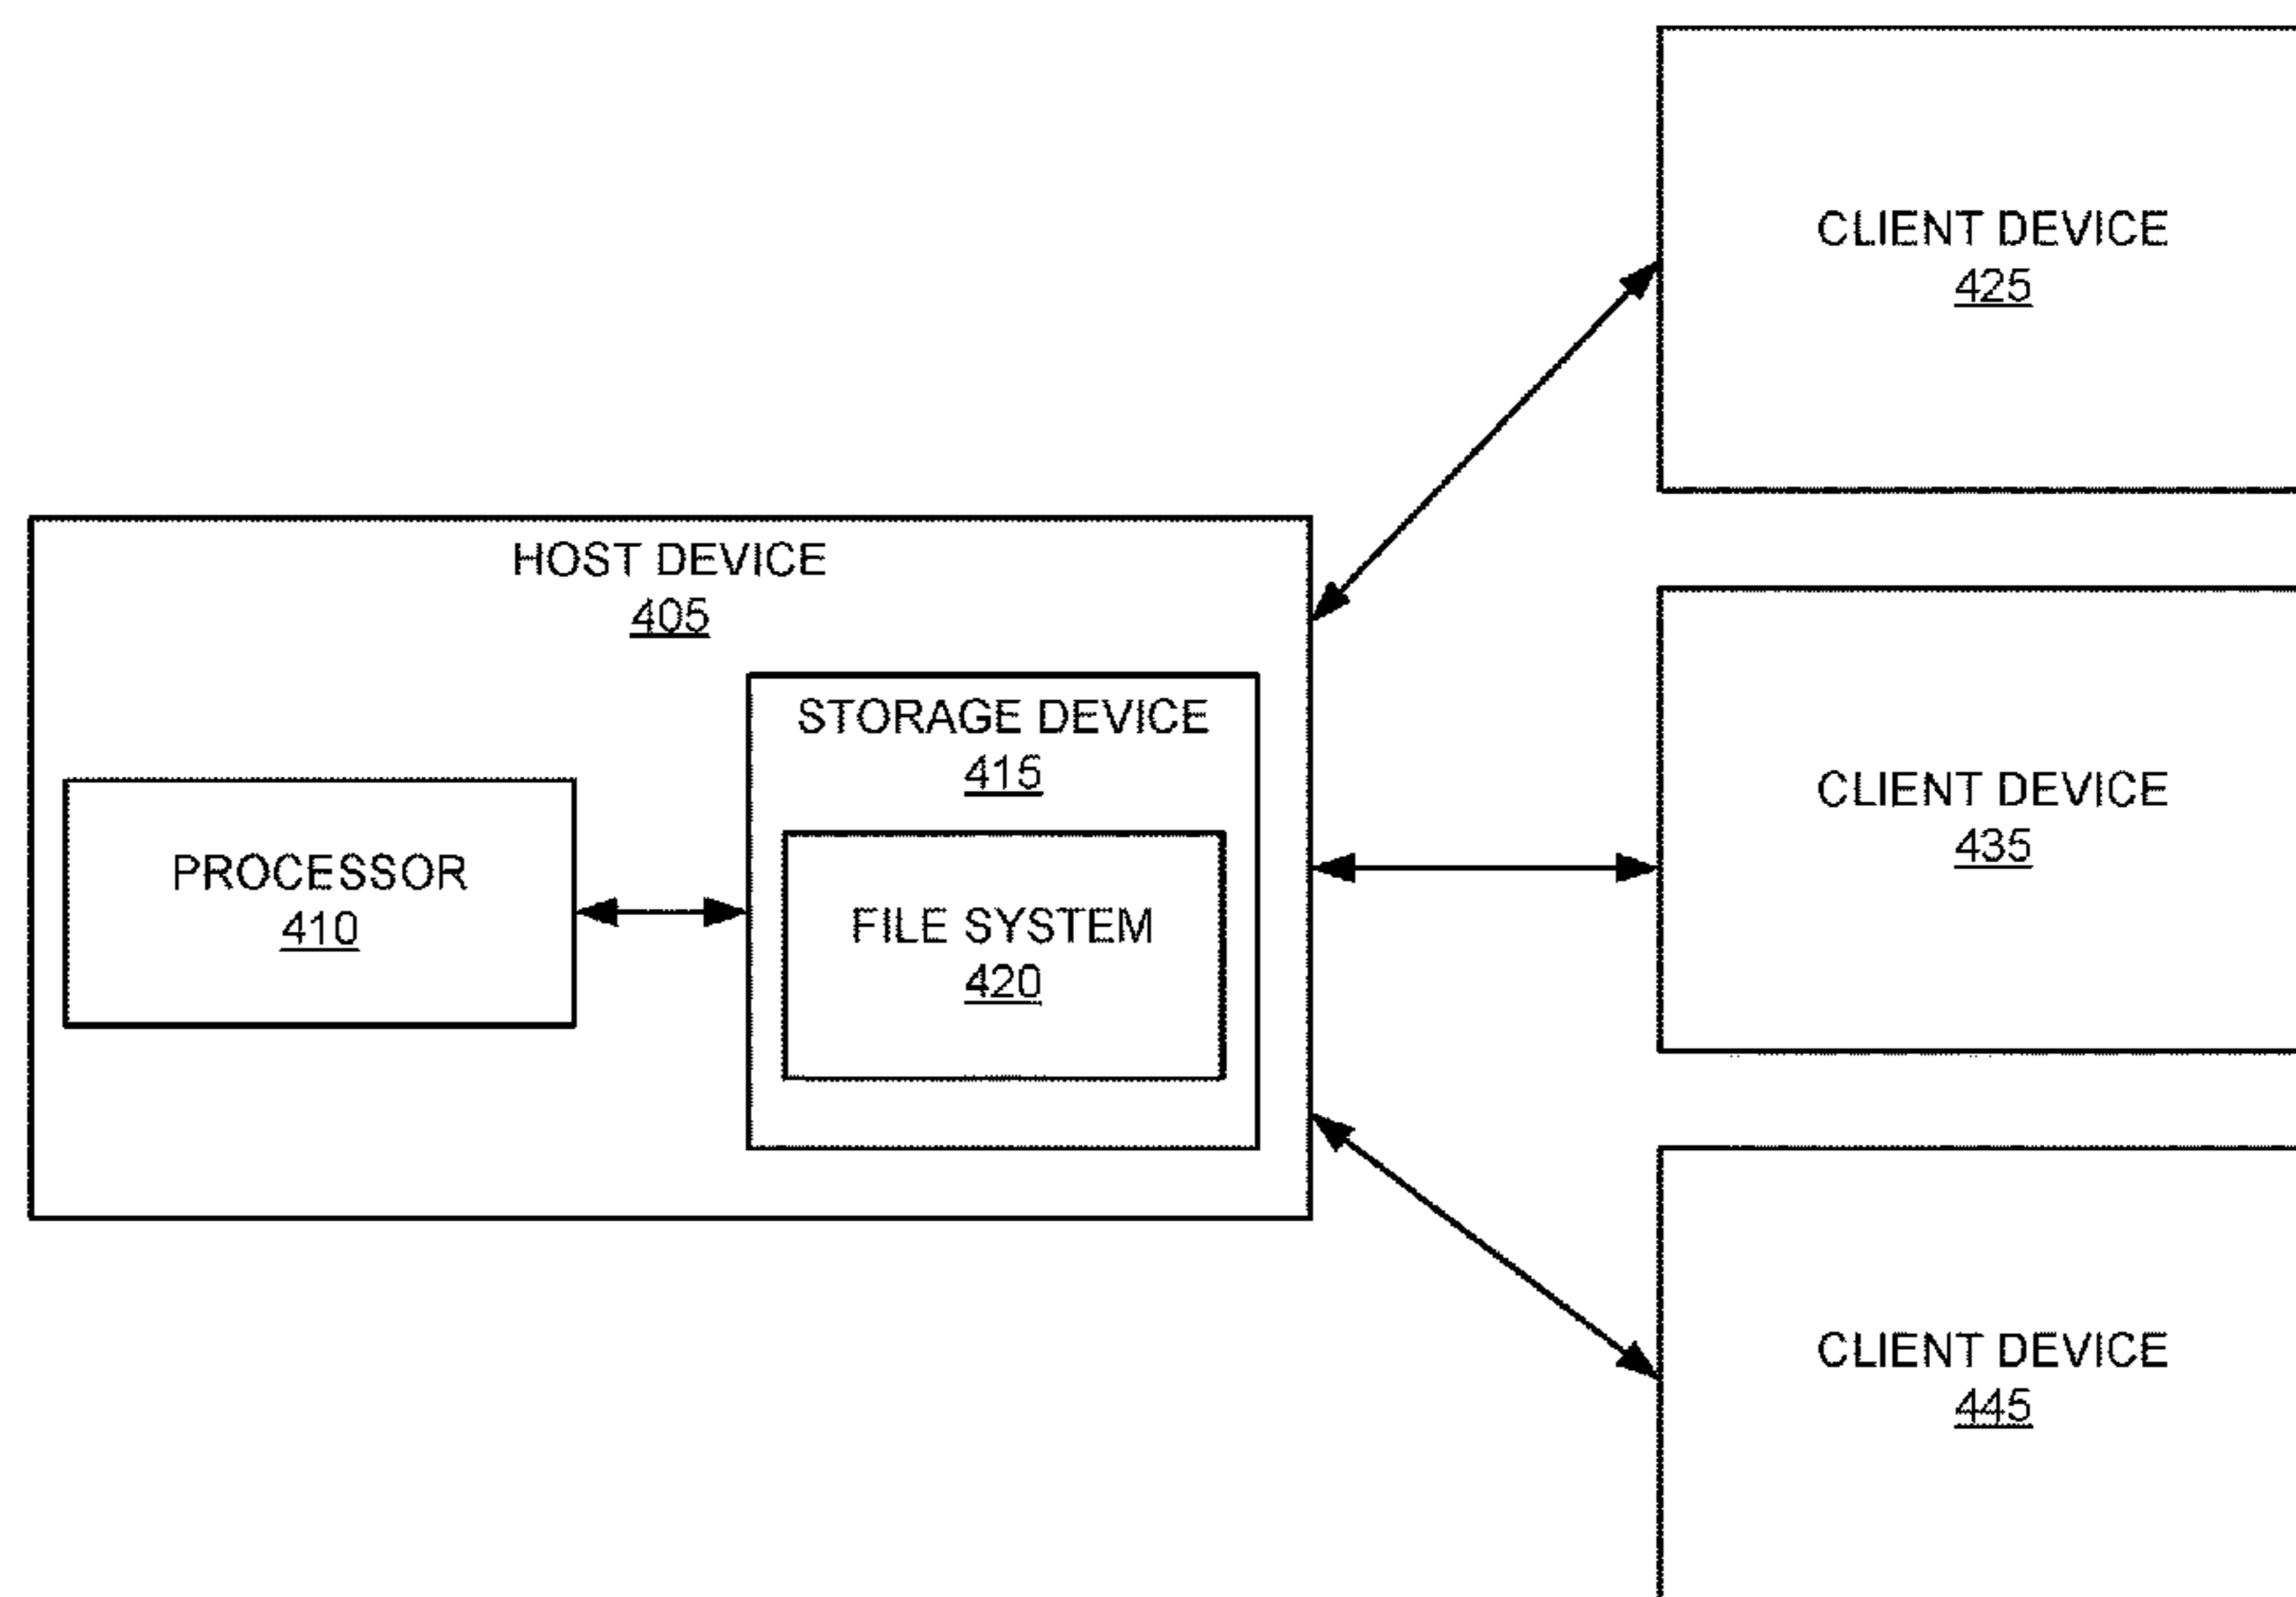 CLIENT DEVICE
425
HOST DEVICE
405
STORAGE DEVICE
415
PROCESSOR
410
FILE SYSTEM
420
CLIENT DEVICE
435
CLIENT DEVICE
445